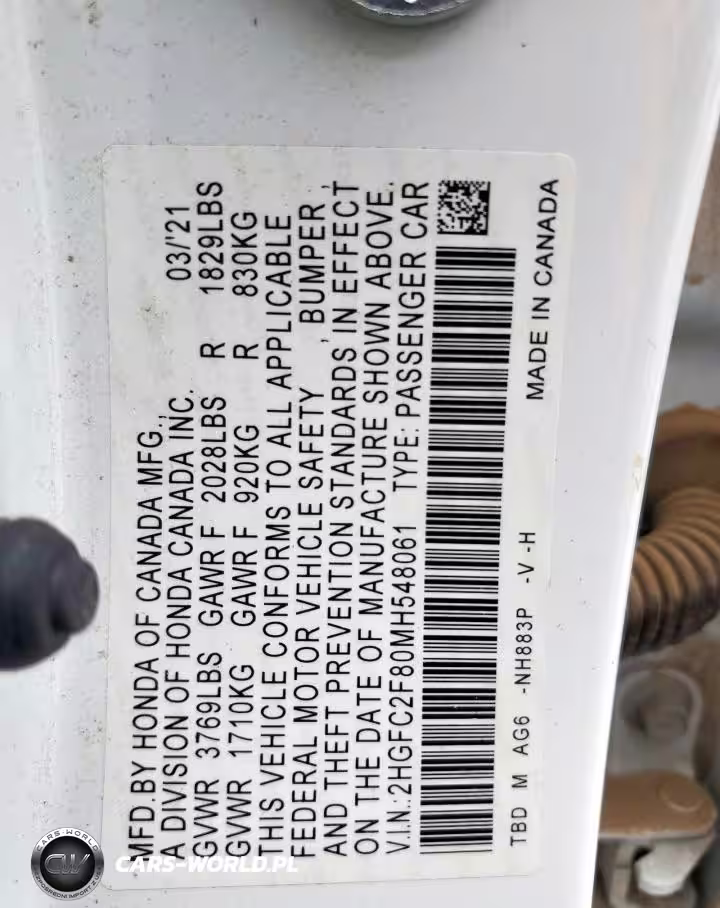 MFD.BY HONDA OF CANADA MFG.,
A DIVISION OF HONDA CANADA INC. 03/'21
GVWR 3769LBS GAWR F 2028LBS R 1829LBS
GVWR 1710KG GAWR F 920KG R 830KG
THIS VEHICLE CONFORMS TO ALL APPLICABLE
FEDERAL MOTOR VEHICLE SAFETY , BUMPER ,
AND THEFT PREVENTION STANDARDS IN EFFECT
ON THE DATE OF MANUFACTURE SHOWN ABOVE.
V.I.N.:2HGFC2F80MH548061 TYPE: PASSENGER CAR
TBD M AG6 -NH883P -V -H MADE IN CANADA
CARS-WORLD
CW
CARS-WORLD.PL